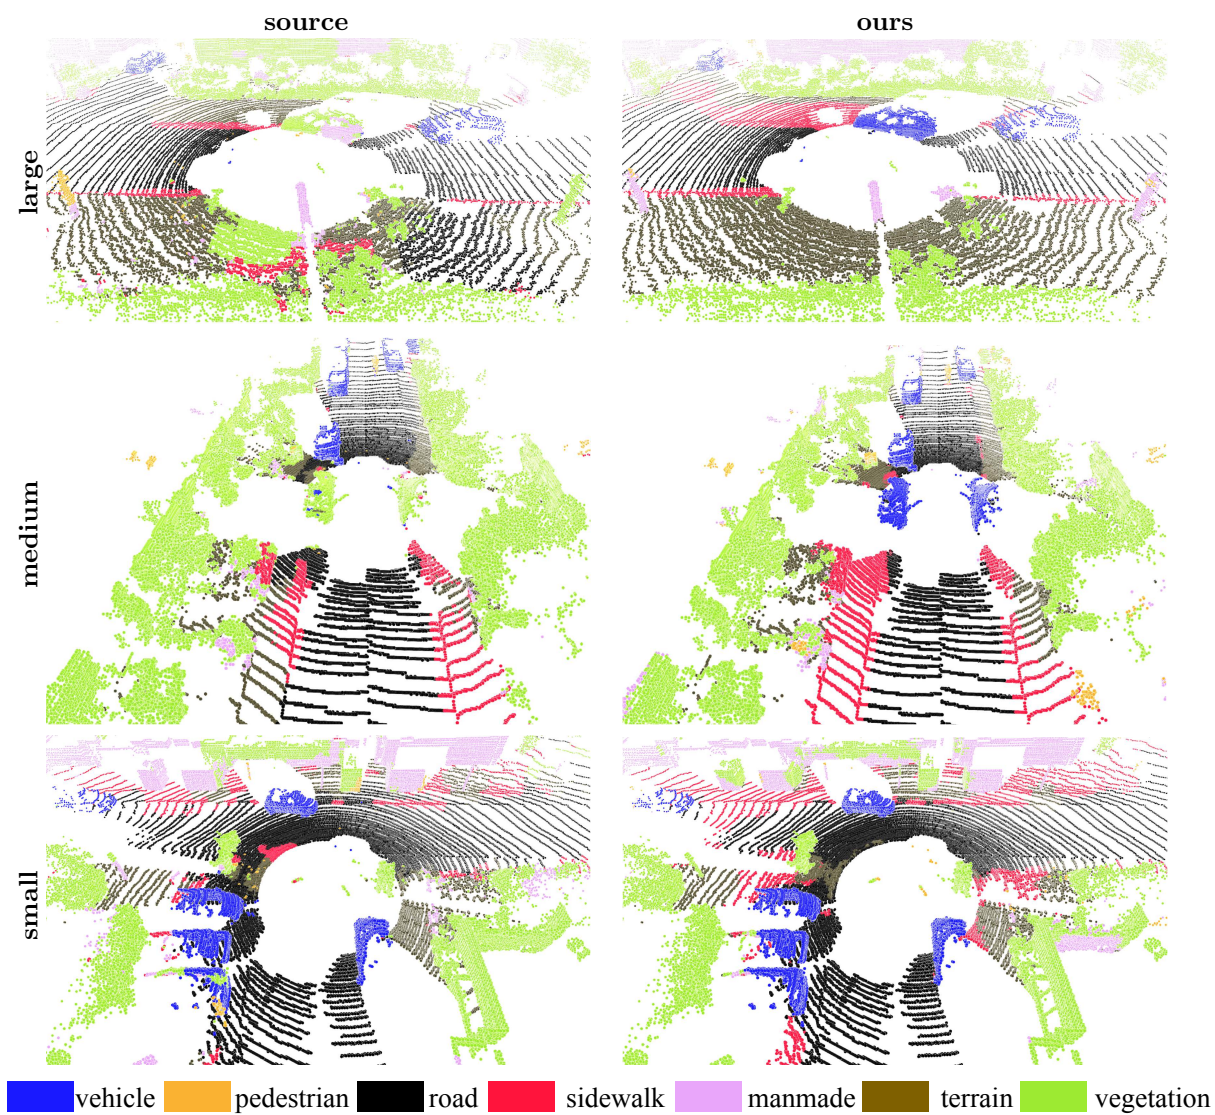 source ours
large
medium
small
vehicle pedestrian road sidewalk manmade terrain vegetation